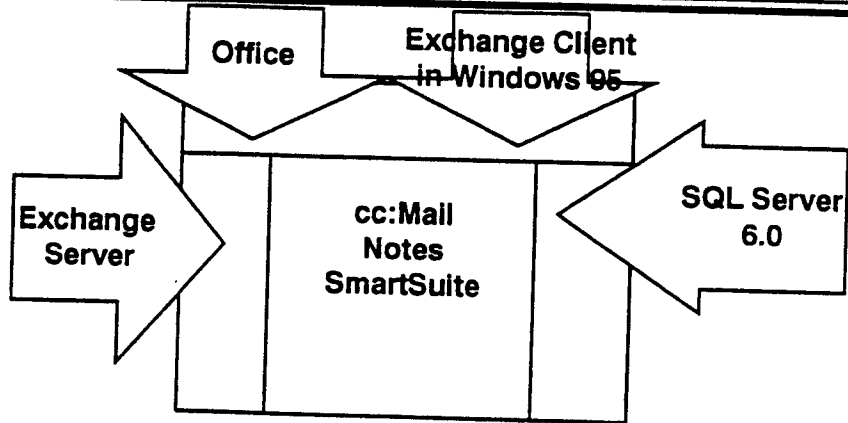 Office
Exchange Client
in Windows 95
Exchange
Server
cc:Mail
Notes
SmartSuite
SQL Server
6.0